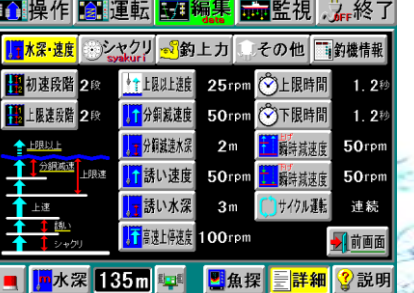 操作 運転 編集 data 監視 OFF 終了
水深・速度 シャクリ syakuri 釣上力 その他 釣機情報
初速段階 2段 上限以上速度 25rpm 上限時間 1.2秒
上限速段階 2段 分銅減速度 50rpm 下限時間 1.2秒
上限以上 分銅減速水深 2m 上げ 瞬時減速度 50rpm
分銅減速 上限速 誘い速度 50rpm 下げ 瞬時減速度 50rpm
上速 誘い水深 3m サイクル運転 連続
誘い 高速上停速度 100rpm 前画面
シャクリ
水深 135m 魚探 詳細 説明